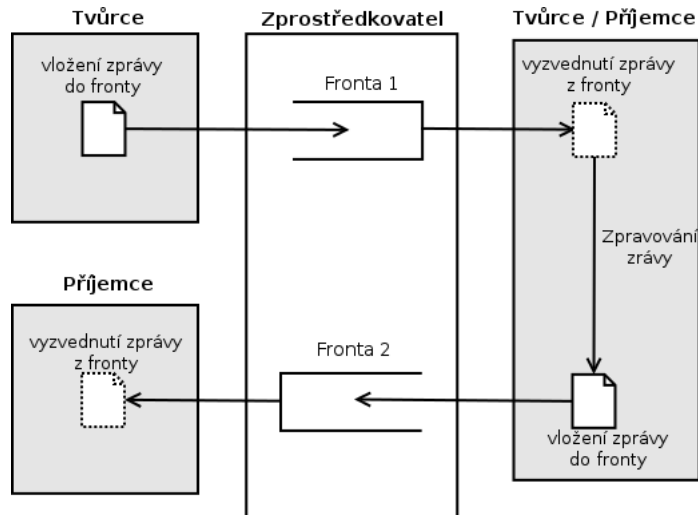 Tvůrce
Zprostředkovatel
Tvůrce / Příjemce
vložení zprávy
do fronty
Fronta 1
vyzvednutí zprávy
z fronty
Zpravování
zrávy
Příjemce
vyzvednutí zprávy
z fronty
Fronta 2
vložení zprávy
do fronty